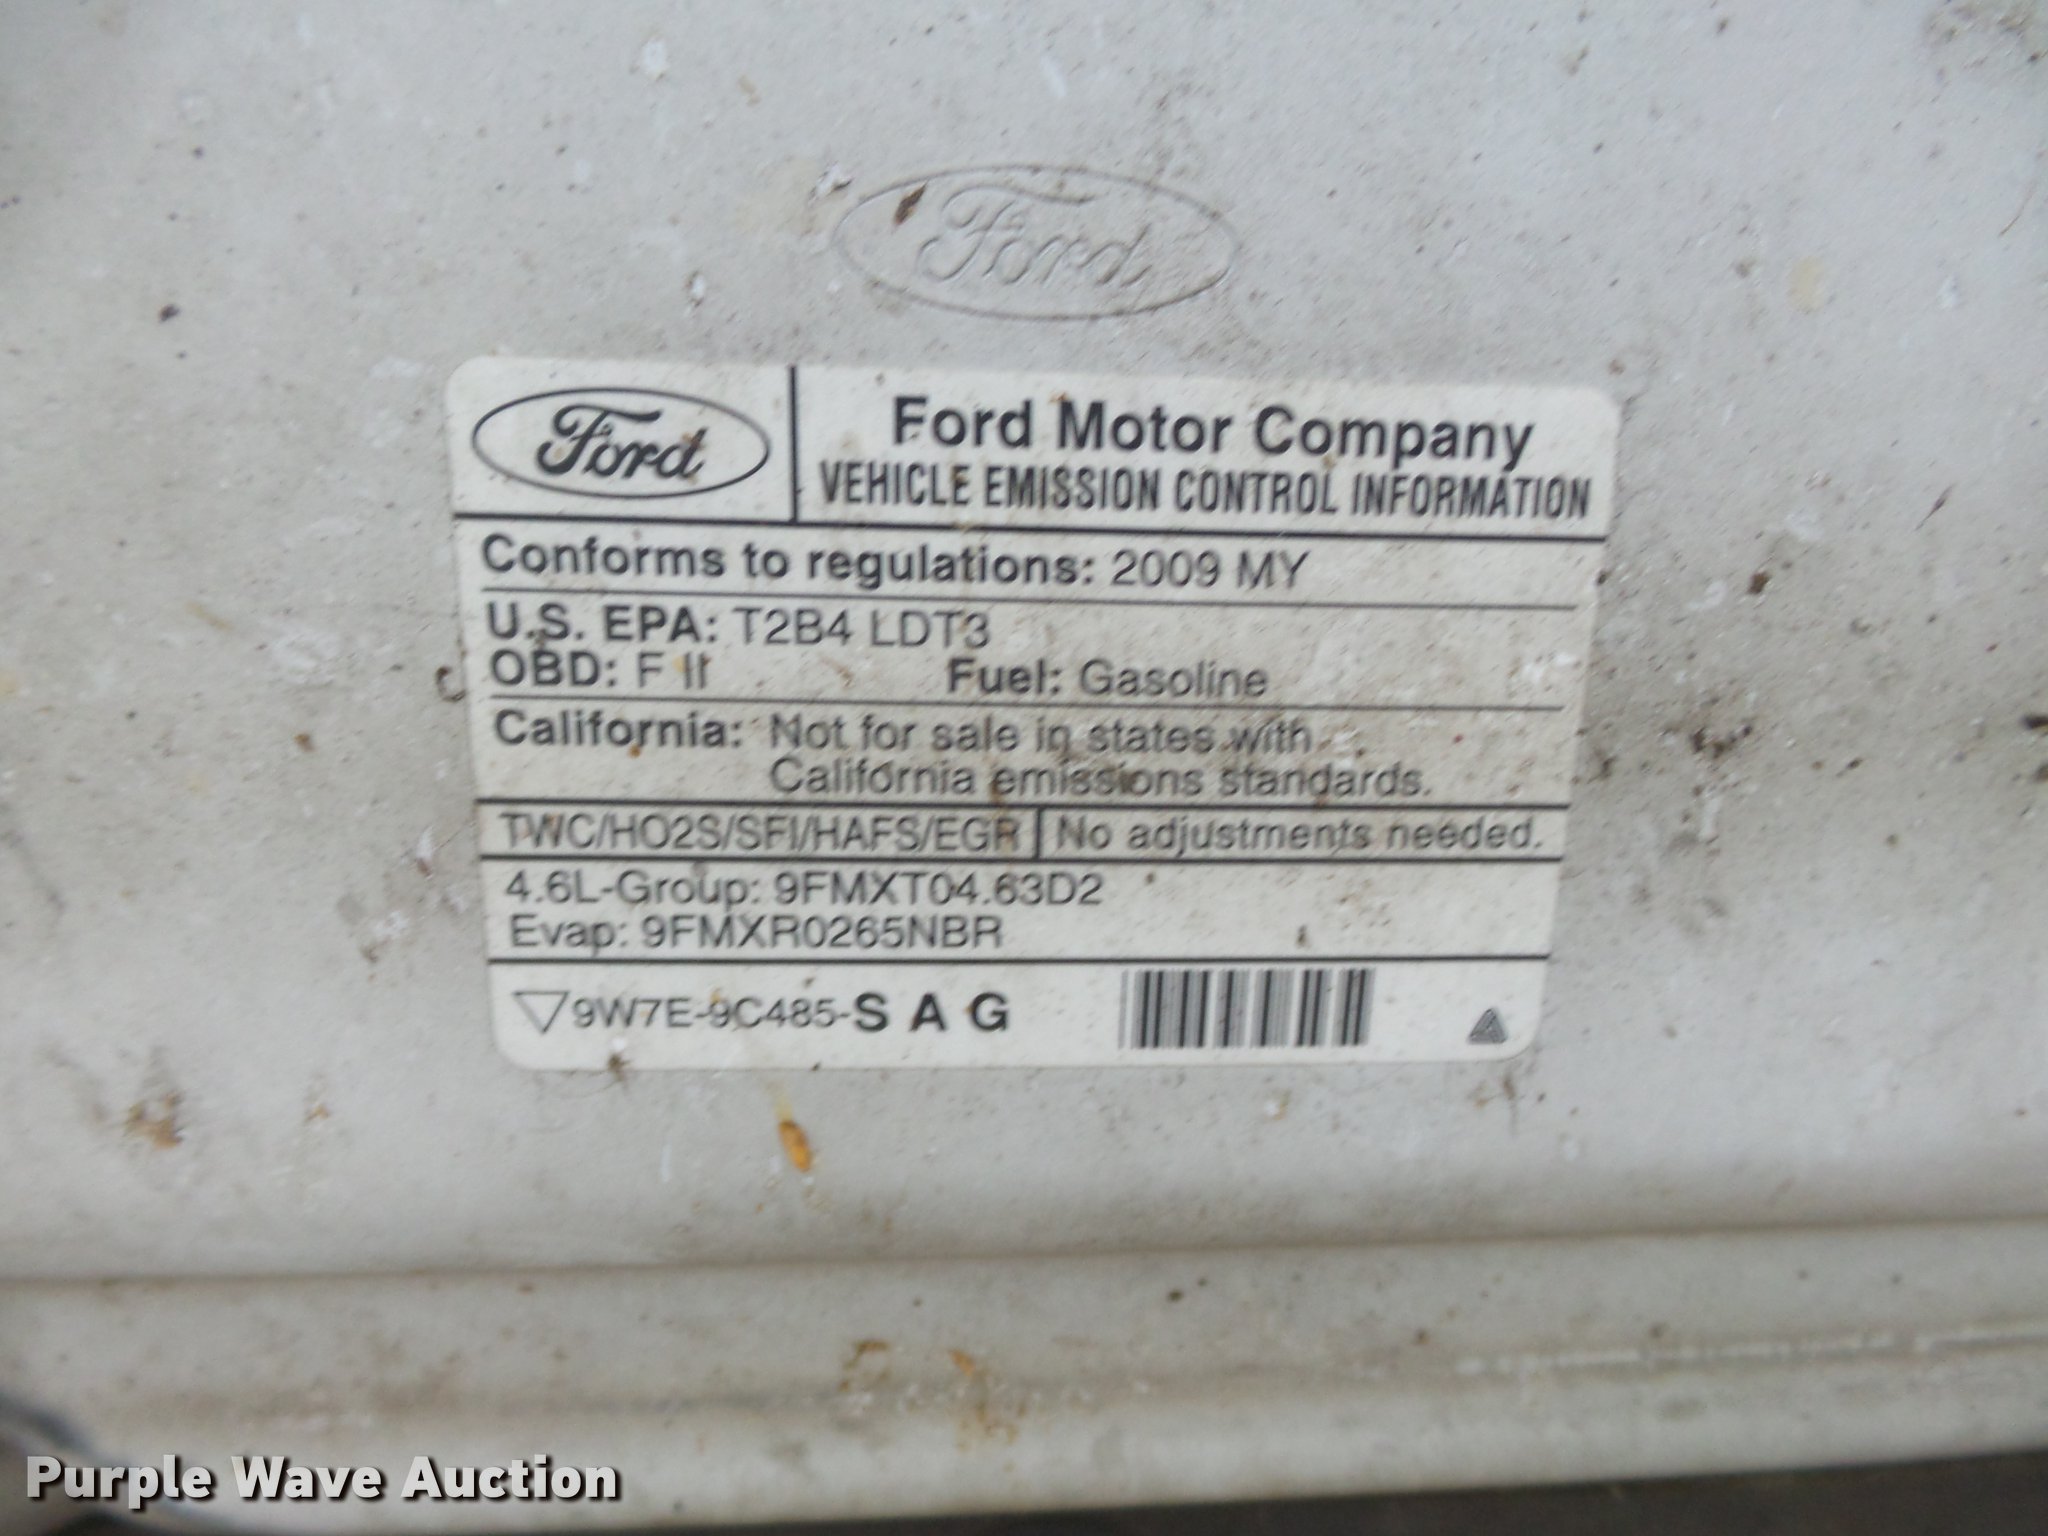 Ford
Ford
Ford Motor Company
VEHICLE EMISSION CONTROL INFORMATION
Conforms to regulations: 2009 MY
U.S. EPA: T2B4 LDT3
OBD: F II Fuel: Gasoline
California: Not for sale in states with
California emissions standards.
TWC/HO2S/SFI/HAFS/EGR No adjustments needed.
4.6L-Group: 9FMXT04.63D2
Evap: 9FMXR0265NBR
9W7E-9C485-S A G
Purple Wave Auction